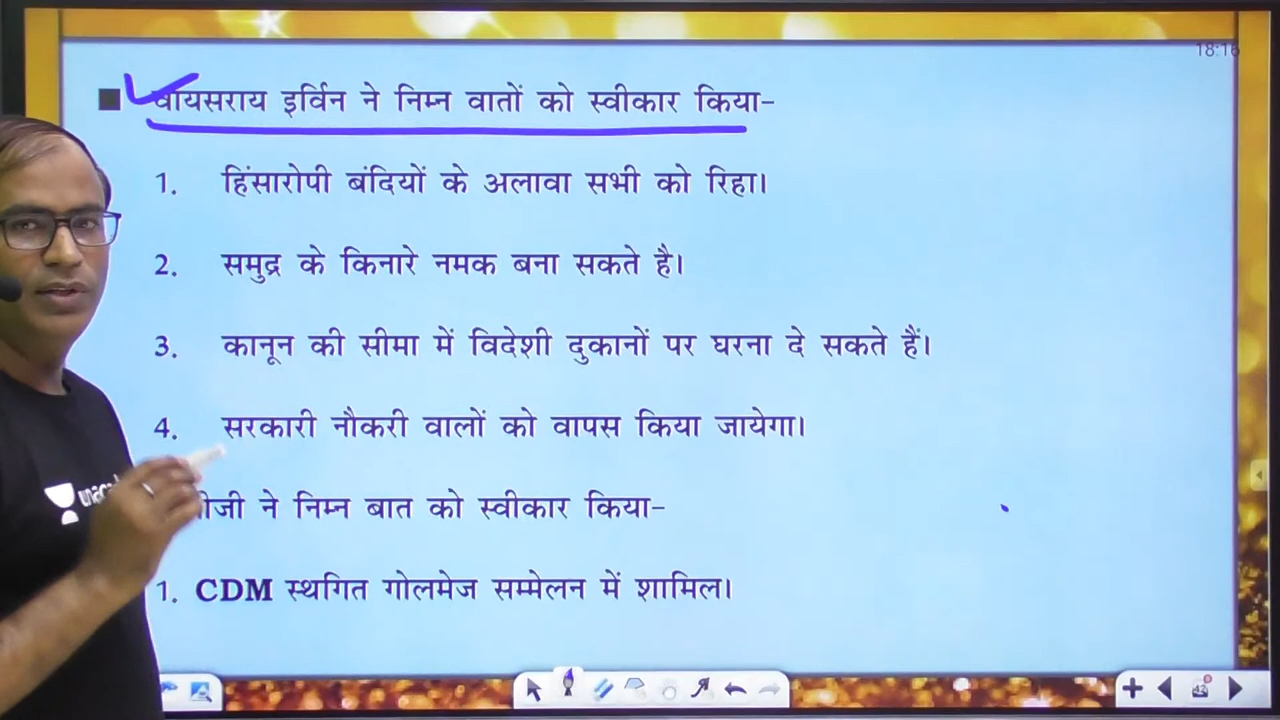 18:16
■ वायसराय इर्विन ने निम्न वातों को स्वीकार किया-
1. हिंसारोपी बंदियों के अलावा सभी को रिहा।
2. समुद्र के किनारे नमक बना सकते है।
3. कानून की सीमा में विदेशी दुकानों पर घरना दे सकते हैं।
4. सरकारी नौकरी वालों को वापस किया जायेगा।
ने निम्न बात को स्वीकार किया-
1. CDM स्थगित गोलमेज सम्मेलन में शामिल।
42